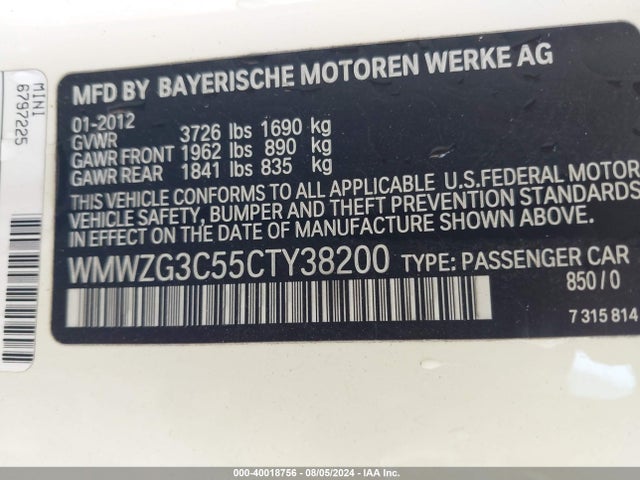 MINI
6797225
MFD BY BAYERISCHE MOTOREN WERKE AG
01-2012
GVWR 3726 lbs 1690 kg
GAWR FRONT 1962 lbs 890 kg
GAWR REAR 1841 lbs 835 kg
THIS VEHICLE CONFORMS TO ALL APPLICABLE U.S.FEDERAL MOTOR
VEHICLE SAFETY, BUMPER AND THEFT PREVENTION STANDARDS
IN EFFECT ON THE DATE OF MANUFACTURE SHOWN ABOVE.
WMWZG3C55CTY38200 TYPE: PASSENGER CAR
850/0
7 315 814
000-40018756 - 08/05/2024 - IAA Inc.